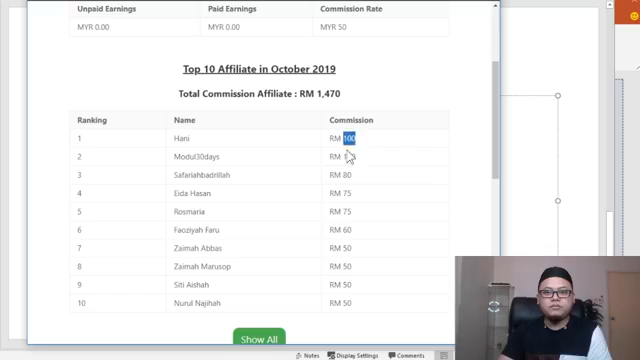 Unpaid Earnings Paid Earnings Commission Rate
MYR 0.00 MYR 0.00 MYR 50
Top 10 Affiliate in October 2019
Total Commission Affiliate : RM 1,470
Ranking Name Commission
1 Hani RM 100
2 Modul30days RM
3 Safariahbadrillah RM 80
4 Eida Hasan RM 75
5 Rosmaria RM 75
6 Faoziyah Faru RM 60
7 Zaimah Abbas RM 50
8 Zaimah Marusop RM 50
9 Siti Aishah RM 50
10 Nurul Najihah RM 50
Show All
Notes Display Settings Comments